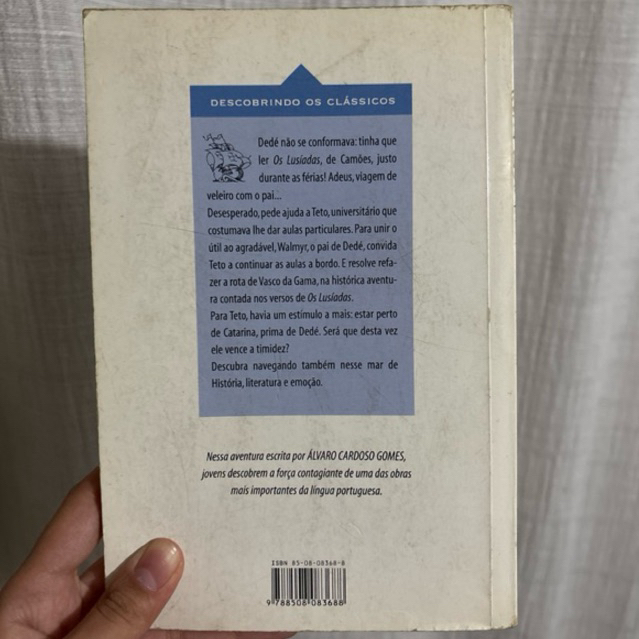 DESCOBRINDO OS CLÁSSICOS
Dedé não se conformava: tinha que
ler Os Lusíadas, de Camões, justo
durante as férias! Adeus, viagem de
veleiro com o pai...
Desesperado, pede ajuda a Teto, universitário que
costumava lhe dar aulas particulares. Para unir o
útil ao agradável, Walmyr, o pai de Dedé, convida
Teto a continuar as aulas a bordo. E resolve refa-
zer a rota de Vasco da Gama, na histórica aventu-
ra contada nos versos de Os Lusíadas.
Para Teto, havia um estímulo a mais: estar perto
de Catarina, prima de Dedé. Será que desta vez
ele vence a timidez?
Descubra navegando também nesse mar de
História, literatura e emoção.
Nessa aventura escrita por ÁLVARO CARDOSO GOMES,
jovens descobrem a força contagiante de uma das obras
mais importantes da língua portuguesa.
ISBN 85-08-08368-8
9 788508 083688